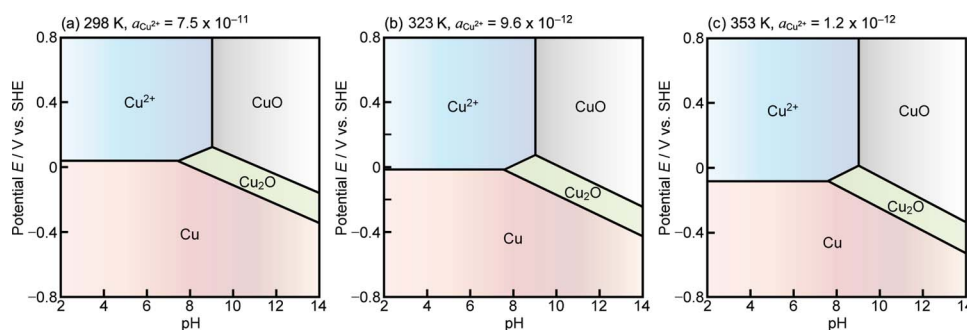 (a) 298 K, aCu²⁺ = 7.5 x 10⁻¹¹
Potential E / V vs. SHE
0.8
0.4
0
−0.4
−0.8
Cu²⁺
CuO
Cu₂O
Cu
2 4 6 8 10 12 14
pH
(b) 323 K, aCu²⁺ = 9.6 x 10⁻¹²
Potential E / V vs. SHE
0.8
0.4
0
−0.4
−0.8
Cu²⁺
CuO
Cu₂O
Cu
2 4 6 8 10 12 14
pH
(c) 353 K, aCu²⁺ = 1.2 x 10⁻¹²
Potential E / V vs. SHE
0.8
0.4
0
−0.4
−0.8
Cu²⁺
CuO
Cu₂O
Cu
2 4 6 8 10 12 14
pH